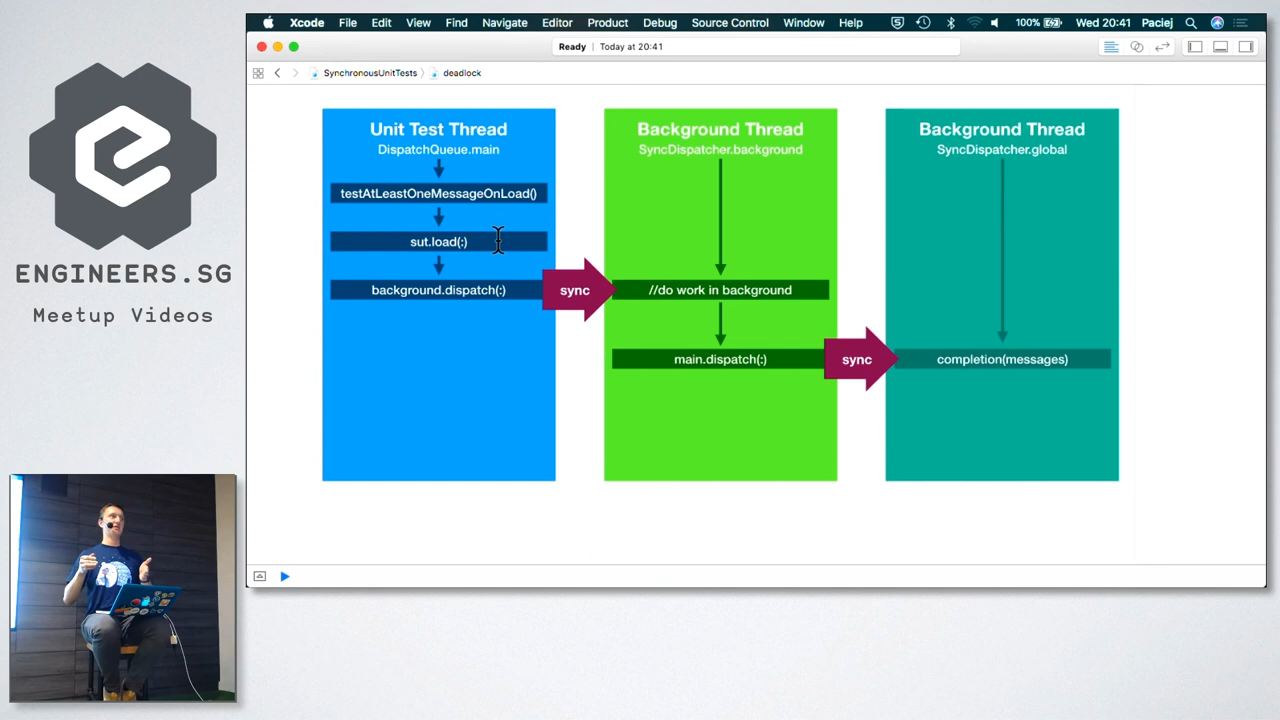 Xcode File Edit View Find Navigate Editor Product Debug Source Control Window Help 100% Wed 20:41 Paciej
Ready | Today at 20:41
SynchronousUnitTests deadlock
ENGINEERS.SG
Meetup Videos
Unit Test Thread
DispatchQueue.main
testAtLeastOneMessageOnLoad()
sut.load(:)
background.dispatch(:)
sync
Background Thread
SyncDispatcher.background
//do work in background
main.dispatch(:)
sync
Background Thread
SyncDispatcher.global
completion(messages)